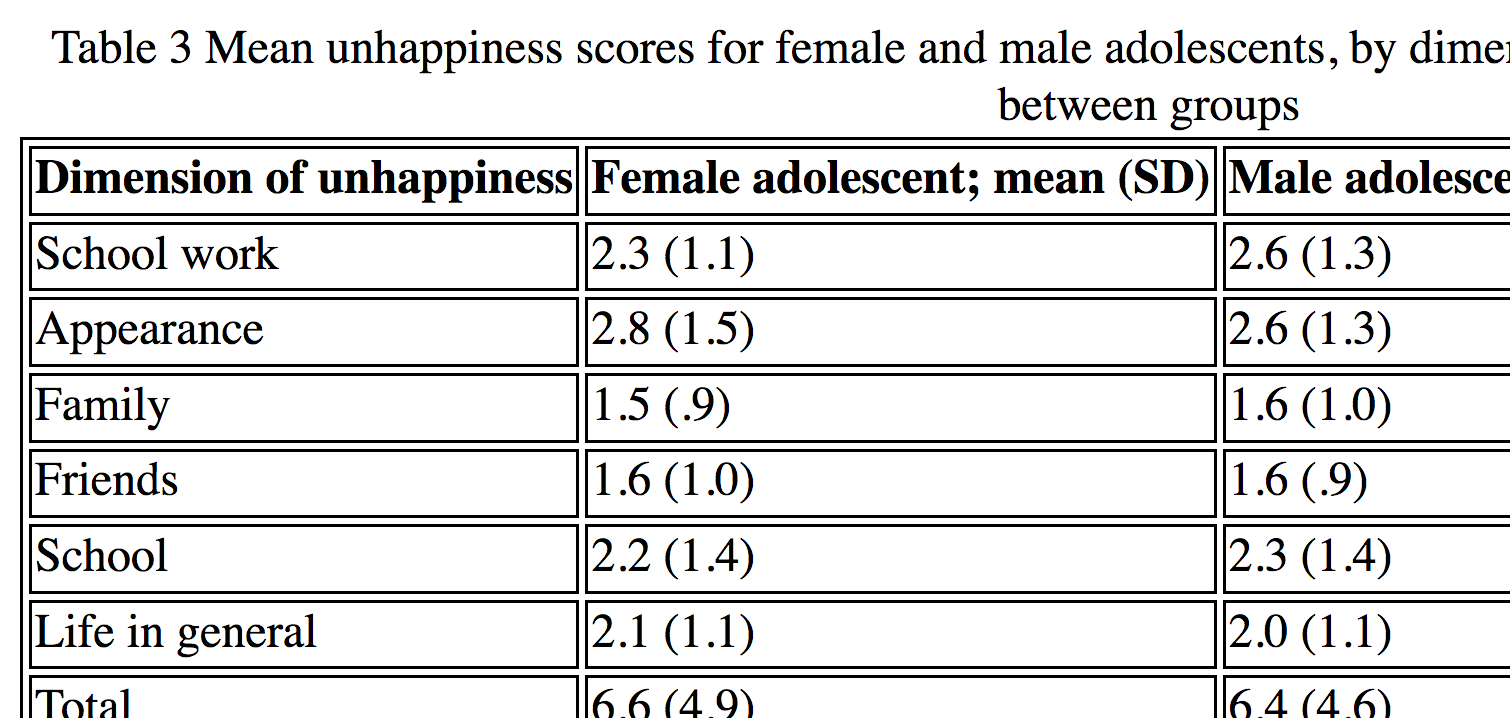 Table 3 Mean unhappiness scores for female and male adolescents, by
between groups
Dimension of unhappiness Female adolescent; mean (SD) Male
School work 2.3 (1.1) 2.6 (1.3)
Appearance 2.8 (1.5) 2.6 (1.3)
Family 1.5 (.9) 1.6 (1.0)
Friends 1.6 (1.0) 1.6 (.9)
School 2.2 (1.4) 2.3 (1.4)
Life in general 2.1 (1.1) 2.0 (1.1)
Total 6.6 (4.9) 6.4 (4.6)